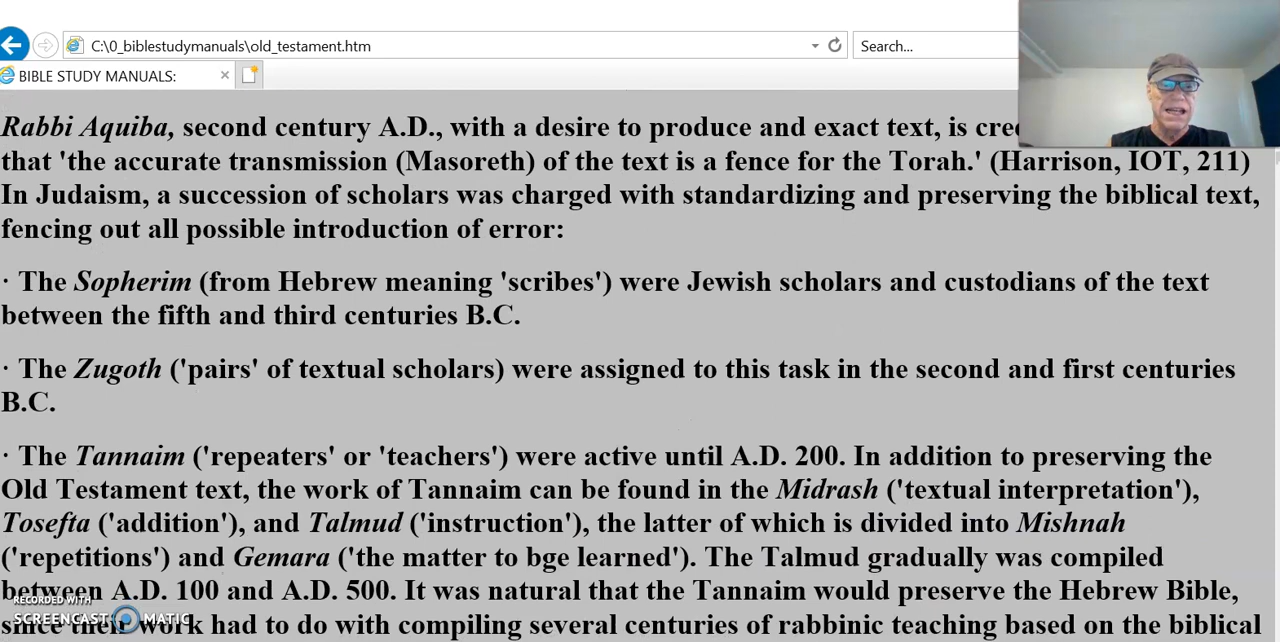 C:\0_biblestudymanuals\old_testament.htm
Search...
BIBLE STUDY MANUALS:
Rabbi Aquiba, second century A.D., with a desire to produce and exact text, is
that 'the accurate transmission (Masoreth) of the text is a fence for the Torah.' (Harrison, IOT, 211)
In Judaism, a succession of scholars was charged with standardizing and preserving the biblical text,
fencing out all possible introduction of error:
· The Sopherim (from Hebrew meaning 'scribes') were Jewish scholars and custodians of the text
between the fifth and third centuries B.C.
· The Zugoth ('pairs' of textual scholars) were assigned to this task in the second and first centuries
B.C.
· The Tannaim ('repeaters' or 'teachers') were active until A.D. 200. In addition to preserving the
Old Testament text, the work of Tannaim can be found in the Midrash ('textual interpretation'),
Tosefta ('addition'), and Talmud ('instruction'), the latter of which is divided into Mishnah
('repetitions') and Gemara ('the matter to bge learned'). The Talmud gradually was compiled
between A.D. 100 and A.D. 500. It was natural that the Tannaim would preserve the Hebrew Bible,
since their work had to do with compiling several centuries of rabbinic teaching based on the biblical
RECORDED WITH
SCREENCAST MATIC